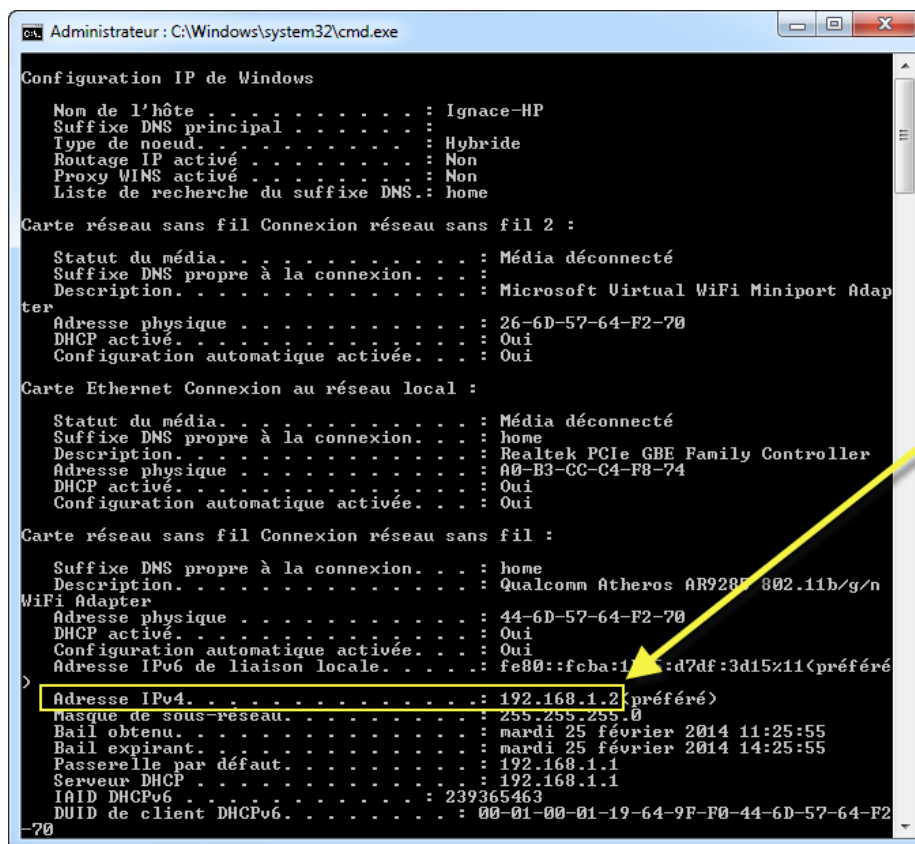 Administrateur : C:\Windows\system32\cmd.exe
Configuration IP de Windows
Nom de l'hôte . . . . . . . . . . : Ignace-HP
Suffixe DNS principal . . . . . . :
Type de noeud. . . . . . . . . . : Hybride
Routage IP activé . . . . . . . . : Non
Proxy WINS activé . . . . . . . . : Non
Liste de recherche du suffixe DNS.: home
Carte réseau sans fil Connexion réseau sans fil 2 :
Statut du média. . . . . . . . . . . . : Média déconnecté
Suffixe DNS propre à la connexion. . . :
Description. . . . . . . . . . . . . . : Microsoft Virtual WiFi Miniport Adap
ter
Adresse physique . . . . . . . . . . . : 26-6D-57-64-F2-70
DHCP activé. . . . . . . . . . . . . . : Oui
Configuration automatique activée. . . : Oui
Carte Ethernet Connexion au réseau local :
Statut du média. . . . . . . . . . . . : Média déconnecté
Suffixe DNS propre à la connexion. . . : home
Description. . . . . . . . . . . . . . : Realtek PCIe GBE Family Controller
Adresse physique . . . . . . . . . . . : A0-B3-CC-C4-F8-74
DHCP activé. . . . . . . . . . . . . . : Oui
Configuration automatique activée. . . : Oui
Carte réseau sans fil Connexion réseau sans fil :
Suffixe DNS propre à la connexion. . . : home
Description. . . . . . . . . . . . . . : Qualcomm Atheros 802.11b/g/n
WiFi Adapter
Adresse physique . . . . . . . . . . . : 44-6D-57-64-F2-70
DHCP activé. . . . . . . . . . . . . . : Oui
Configuration automatique activée. . . : Oui
Adresse IPv6 de liaison locale. . . . .: (préféré
)
Adresse IPv4. . . . . . . . . . . . . .: 192.168.1.2(préféré)
Masque de sous-réseau. . . . . . . . . : 255.255.255.0
Bail obtenu. . . . . . . . . . . . . . : mardi 25 février 2014 11:25:55
Bail expirant. . . . . . . . . . . . . : mardi 25 février 2014 14:25:55
Passerelle par défaut. . . . . . . . . : 192.168.1.1
Serveur DHCP . . . . . . . . . . . . . : 192.168.1.1
IAID DHCPv6 . . . . . . . . . . . : 239365463
DUID de client DHCPv6. . . . . . . . : 00-01-00-01-19-64-9F-F0-44-6D-57-64-F2
-70